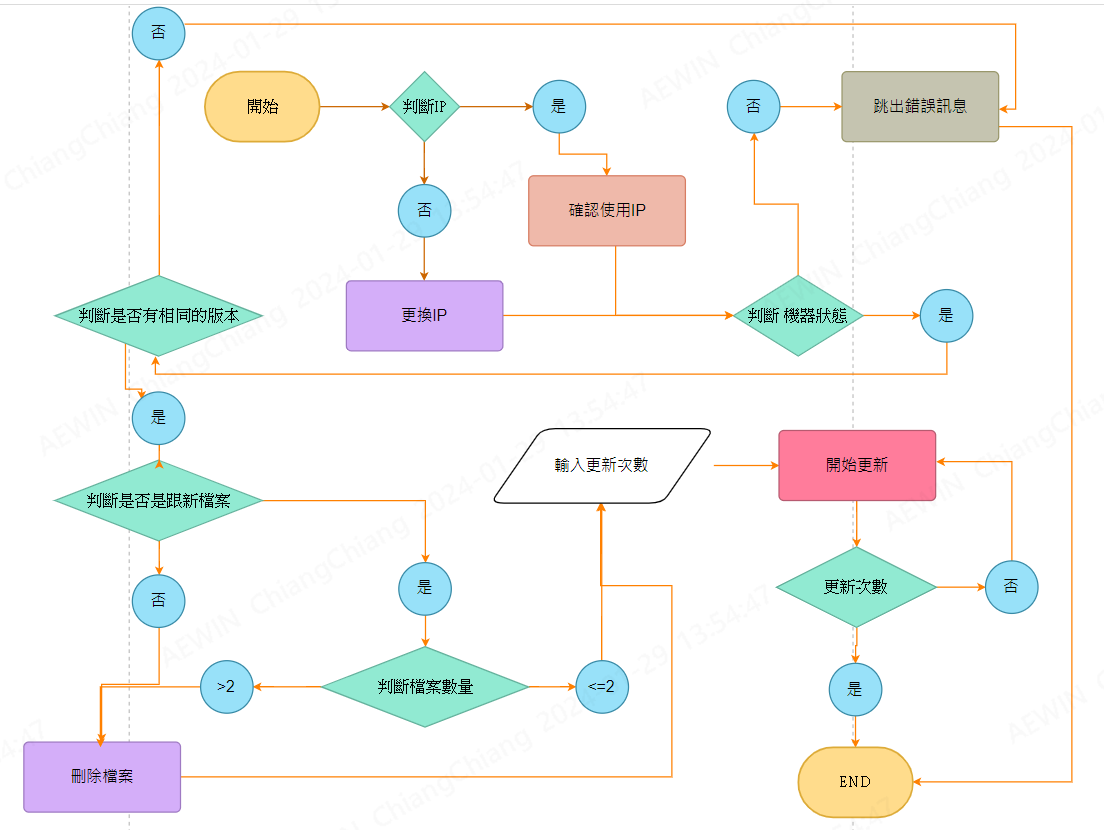 否
開始
判斷IP
是
否
跳出錯誤訊息
否
確認使用IP
判斷是否有相同的版本
更換IP
判斷 機器狀態
是
是
輸入更新次數
開始更新
判斷是否是跟新檔案
否
是
更新次數
否
>2
判斷檔案數量
<=2
是
刪除檔案
END
AEWIN ChiangChiang 2024-01-29 13:54:47